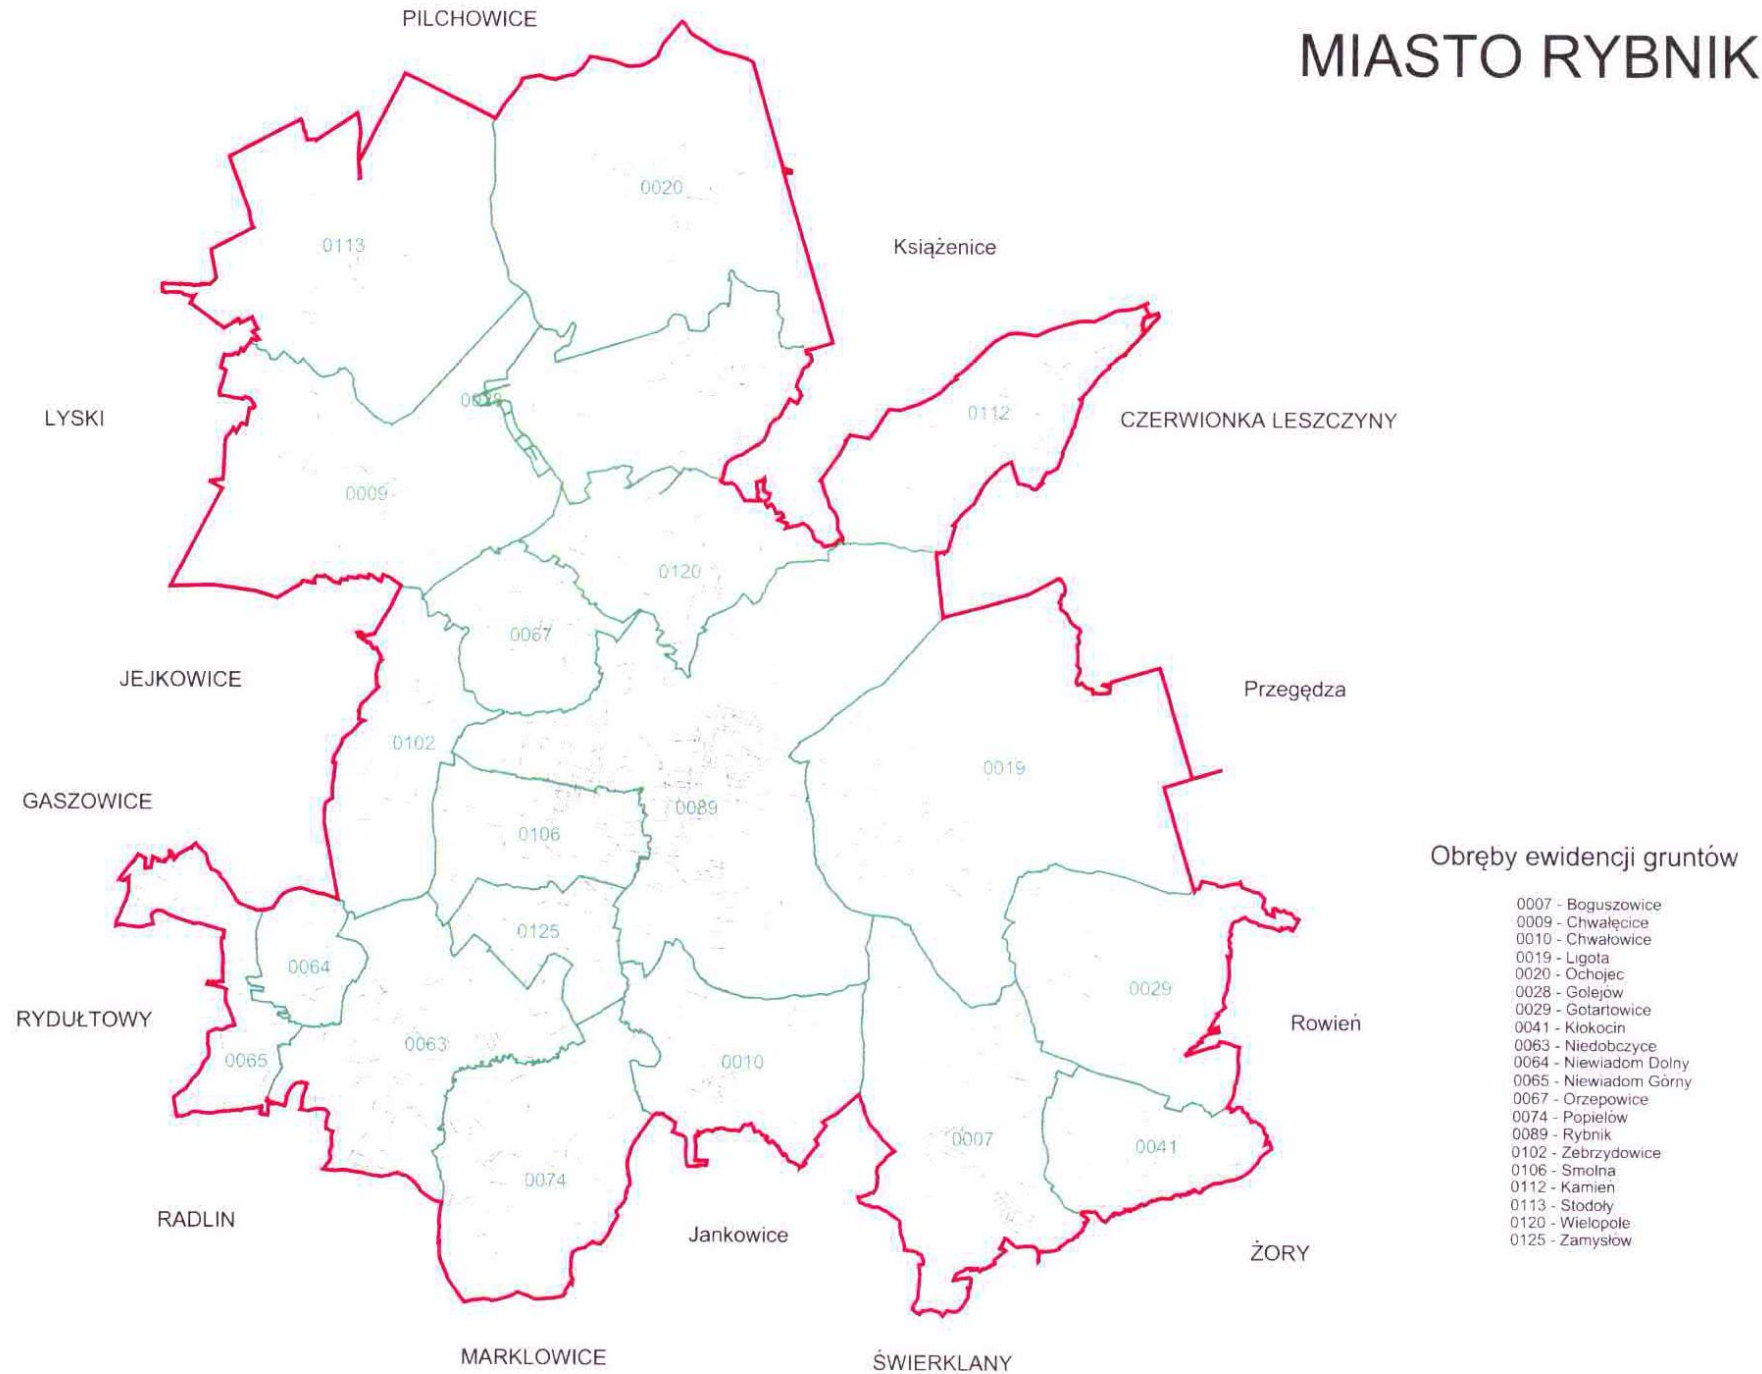 PILCHOWICE
MIASTO RYBNIK
0020
0113
Książenice
0028
LYSKI
0112
CZERWIONKA LESZCZYNY
0009
0120
0067
JEJKOWICE
Przegędza
0102
0019
GASZOWICE
0089
0106
Obręby ewidencji gruntów
0007 - Boguszowice
0009 - Chwałęcice
0010 - Chwałowice
0019 - Ligota
0020 - Ochojec
0028 - Golejów
0029 - Gotartowice
0041 - Kłokocin
0063 - Niedobczyce
0064 - Niewiadom Dolny
0065 - Niewiadom Górny
0067 - Orzepowice
0074 - Popielów
0089 - Rybnik
0102 - Zebrzydowice
0106 - Smolna
0112 - Kamień
0113 - Stodoły
0120 - Wielopole
0125 - Zamysłów
0125
0064
0029
RYDUŁTOWY
Rowień
0063
0065
0010
0007
0041
0074
RADLIN
Jankowice
ŻORY
MARKLOWICE
ŚWIERKLANY